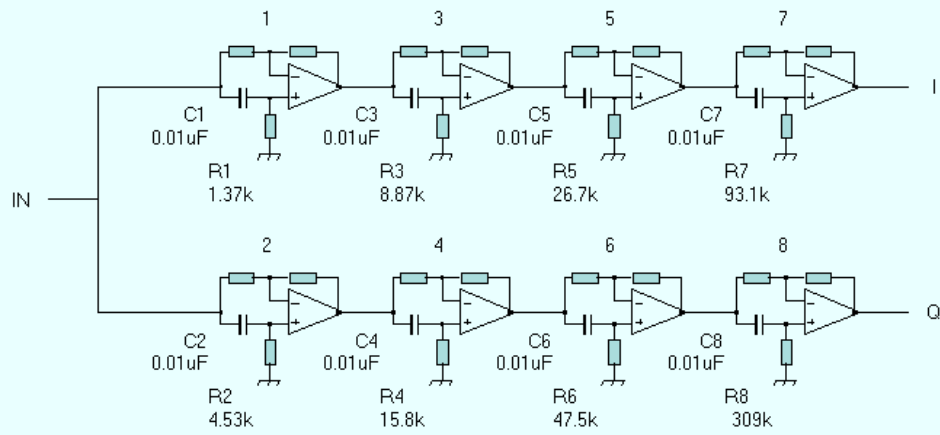 1 3 5 7
I
C1 C3 C5 C7
0.01uF 0.01uF 0.01uF 0.01uF
R1 R3 R5 R7
1.37k 8.87k 26.7k 93.1k
IN
2 4 6 8
Q
C2 C4 C6 C8
0.01uF 0.01uF 0.01uF 0.01uF
R2 R4 R6 R8
4.53k 15.8k 47.5k 309k